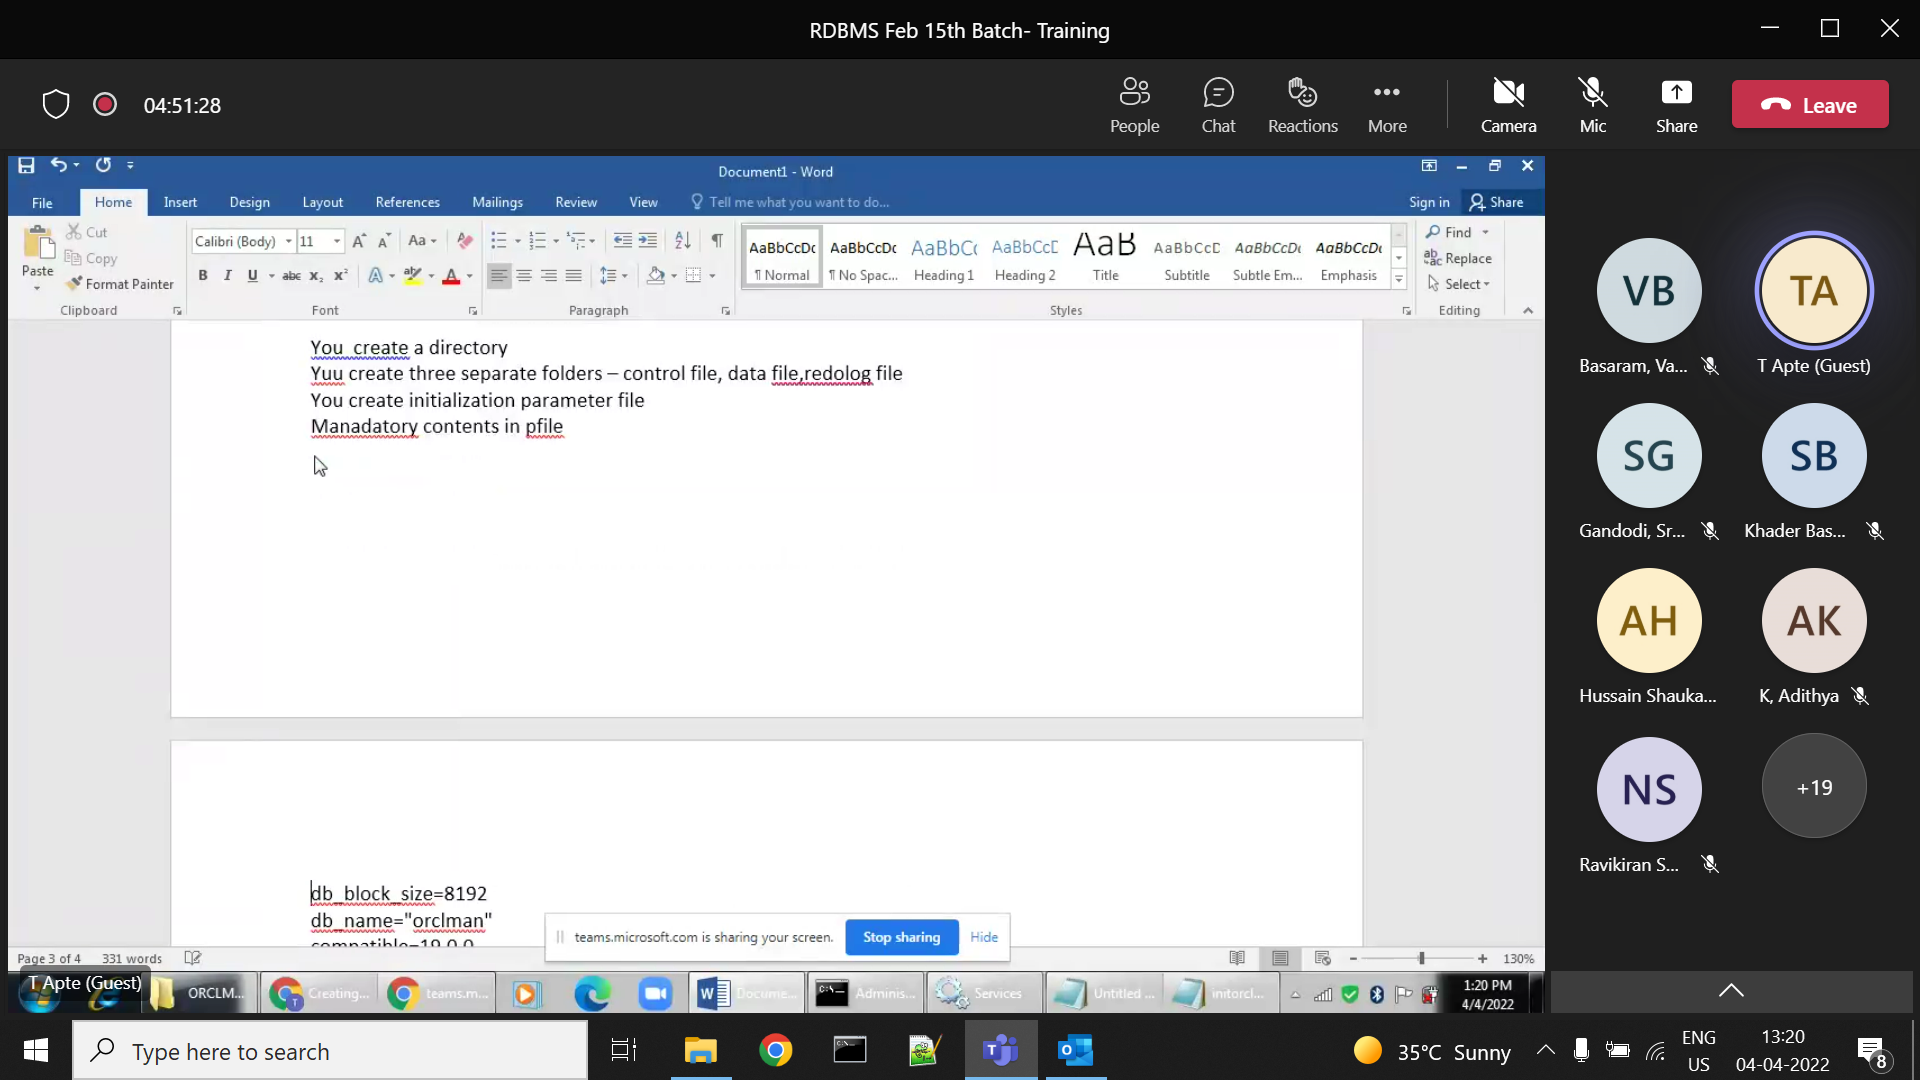 RDBMS Feb 15th Batch- Training
04:51:28
People
Chat
Reactions
More
Camera
Mic
Share
Leave
Document1 - Word
File
Home
Insert
Design
Layout
References
Mailings
Review
View
Tell me what you want to do...
Sign in
Share
Paste
Cut
Copy
Format Painter
Clipboard
Calibri (Body)
11
Font
Paragraph
AaBbCcDc
¶ Normal
AaBbCcDc
¶ No Spac...
AaBbCc
Heading 1
AaBbCcD
Heading 2
AaB
Title
AaBbCcD
Subtitle
AaBbCcDc
Subtle Em...
AaBbCcDc
Emphasis
Styles
Find
Replace
Select
Editing
You  create a directory
Yuu create three separate folders – control file, data file,redolog file
You create initialization parameter file
Manadatory contents in pfile
db_block_size=8192
db_name="orclman"
compatible=19.0.0
teams.microsoft.com is sharing your screen.
Stop sharing
Hide
Page 3 of 4
331 words
130%
T Apte (Guest)
ORCLM...
Creating...
teams.m...
Docume...
Adminis...
Services
Untitled ...
initorcl...
1:20 PM
4/4/2022
VB
Basaram, Va...
TA
T Apte (Guest)
SG
Gandodi, Sr...
SB
Khader Bas...
AH
Hussain Shauka...
AK
K, Adithya
NS
Ravikiran S...
+19
Type here to search
35°C
Sunny
ENG
US
13:20
04-04-2022
8